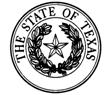 THE STATE OF TEXAS